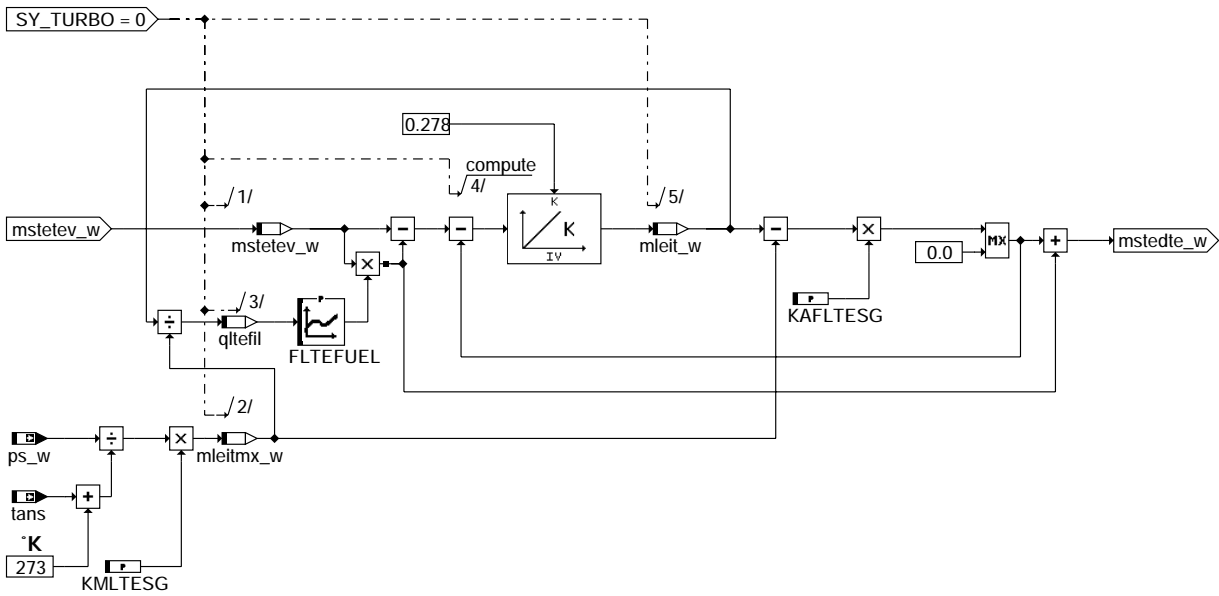 SY_TURBO = 0
0.278
compute
4/
K
1/
5/
mstetev_w
mstetev_w
K
IV
mleit_w
MX
mstedte_w
0.0
3/
P
P
KAFLTESG
qltefil
FLTEFUEL
2/
ps_w
mleitmx_w
tans
°K
273
P
KMLTESG